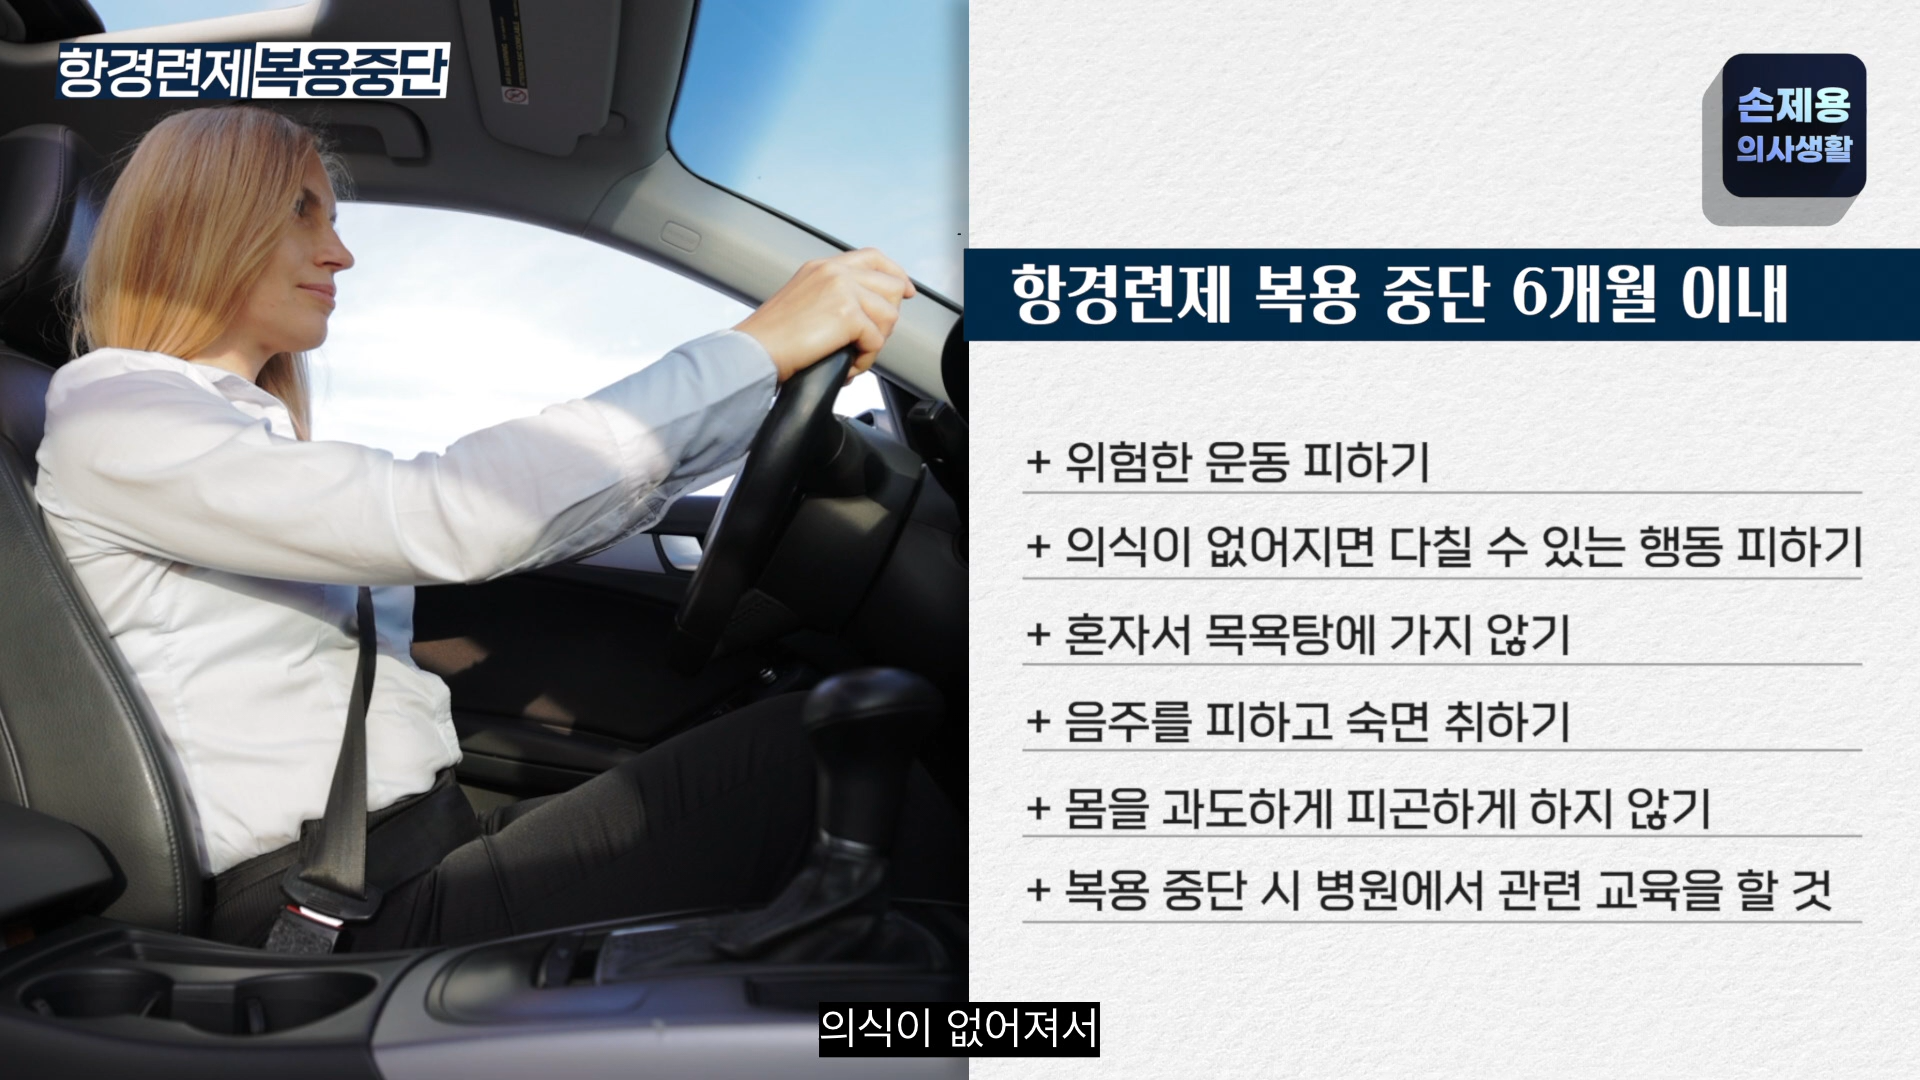 항경련제복용중단
손제용
의사생활
항경련제 복용 중단 6개월 이내
+ 위험한 운동 피하기
+ 의식이 없어지면 다칠 수 있는 행동 피하기
+ 혼자서 목욕탕에 가지 않기
+ 음주를 피하고 숙면 취하기
+ 몸을 과도하게 피곤하게 하지 않기
+ 복용 중단 시 병원에서 관련 교육을 할 것
의식이 없어져서